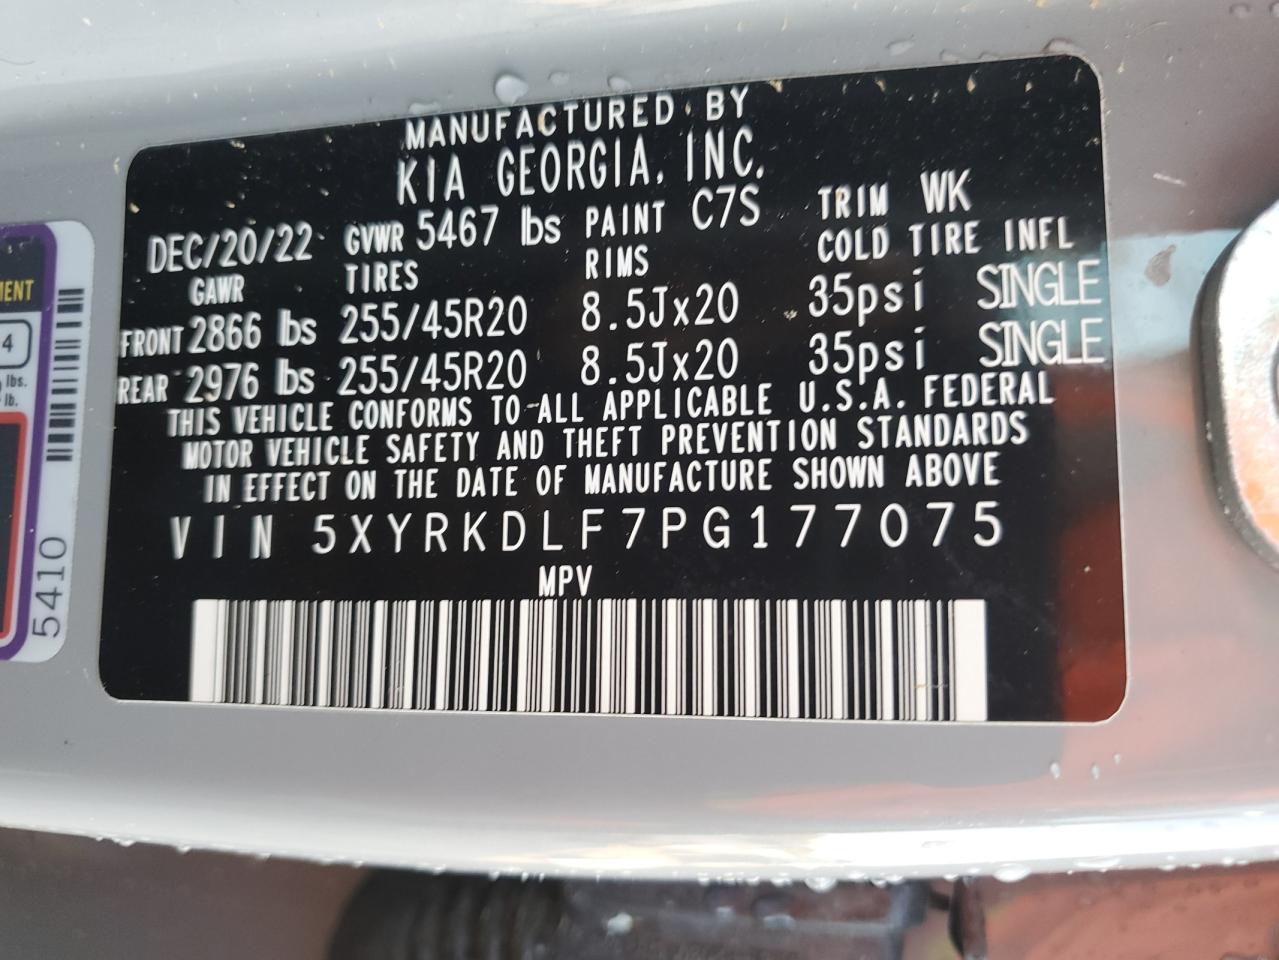 MANUFACTURED BY
KIA GEORGIA, INC.
DEC/20/22 GVWR 5467 lbs PAINT C7S TRIM WK
GAWR TIRES RIMS COLD TIRE INFL
FRONT 2866 lbs 255/45R20 8.5Jx20 35psi SINGLE
REAR 2976 lbs 255/45R20 8.5Jx20 35psi SINGLE
THIS VEHICLE CONFORMS TO ALL APPLICABLE U.S.A. FEDERAL
MOTOR VEHICLE SAFETY AND THEFT PREVENTION STANDARDS
IN EFFECT ON THE DATE OF MANUFACTURE SHOWN ABOVE
VIN 5XYRKDLF7PG177075
MPV
4
lbs.
lb.
5410